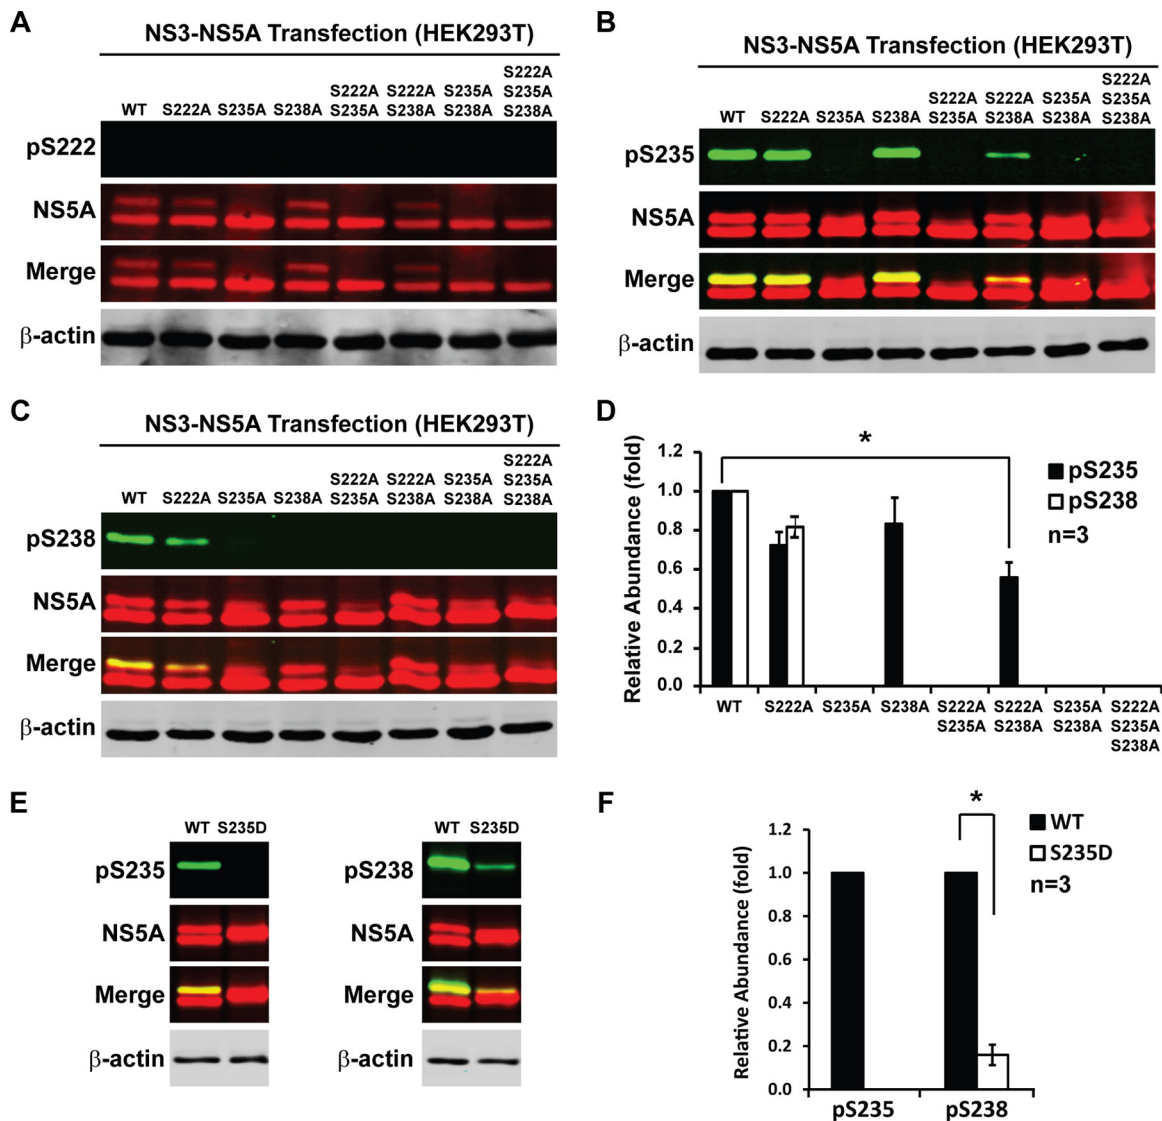 A
NS3-NS5A Transfection (HEK293T)
S222A
S222A S222A S235A S235A
WT S222A S235A S238A S235A S238A S238A S238A
pS222
NS5A
Merge
β-actin
B
NS3-NS5A Transfection (HEK293T)
S222A
S222A S222A S235A S235A
WT S222A S235A S238A S235A S238A S238A S238A
pS235
NS5A
Merge
β-actin
C
NS3-NS5A Transfection (HEK293T)
S222A
S222A S222A S235A S235A
WT S222A S235A S238A S235A S238A S238A S238A
pS238
NS5A
Merge
β-actin
D
*
pS235
pS238
n=3
Relative Abundance (fold)
1.2
1.0
0.8
0.6
0.4
0.2
0.0
WT S222A S235A S238A S222A S222A S235A S222A
S235A S238A S238A S235A
S238A
E
WT S235D
pS235
NS5A
Merge
β-actin
WT S235D
pS238
NS5A
Merge
β-actin
F
*
WT
S235D
n=3
Relative Abundance (fold)
1.2
1.0
0.8
0.6
0.4
0.2
0.0
pS235 pS238